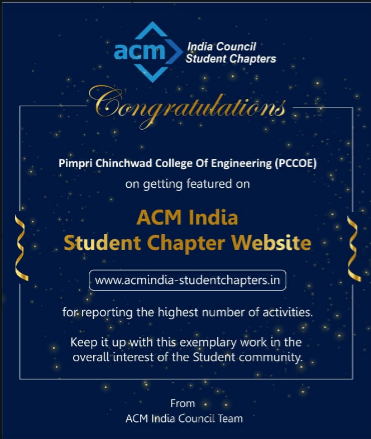 acm India Council
Student Chapters
Congratulations
Pimpri Chinchwad College Of Engineering (PCCOE)
on getting featured on
ACM India
Student Chapter Website
www.acmindia-studentchapters.in
for reporting the highest number of activities.
Keep it up with this exemplary work in the
overall interest of the Student community.
From
ACM India Council Team